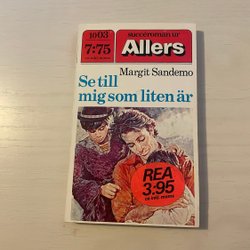 1003
7:75
succéroman ur
Allers
Margit Sandemo
Se till
mig som liten är
REA
3:95